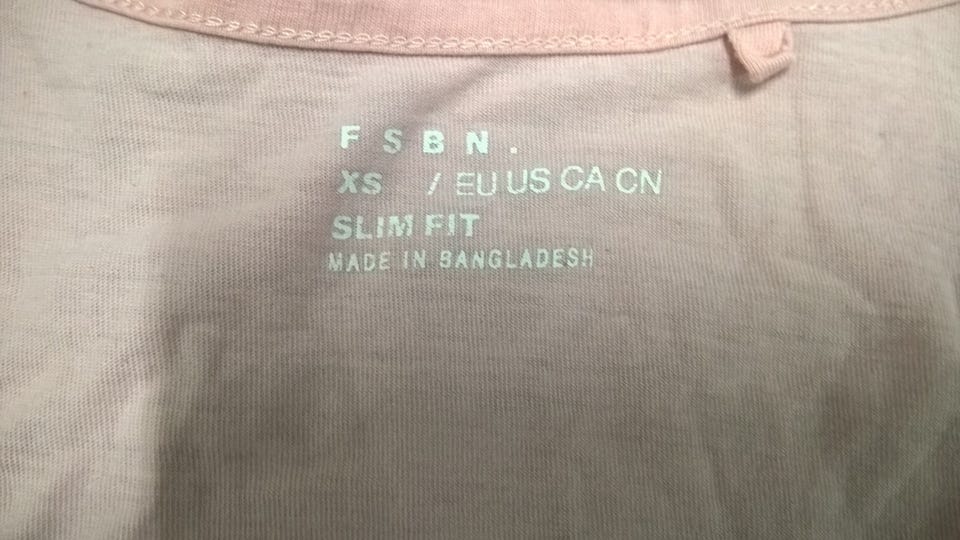 F S B N .
XS / EU US CA CN
SLIM FIT
MADE IN BANGLADESH